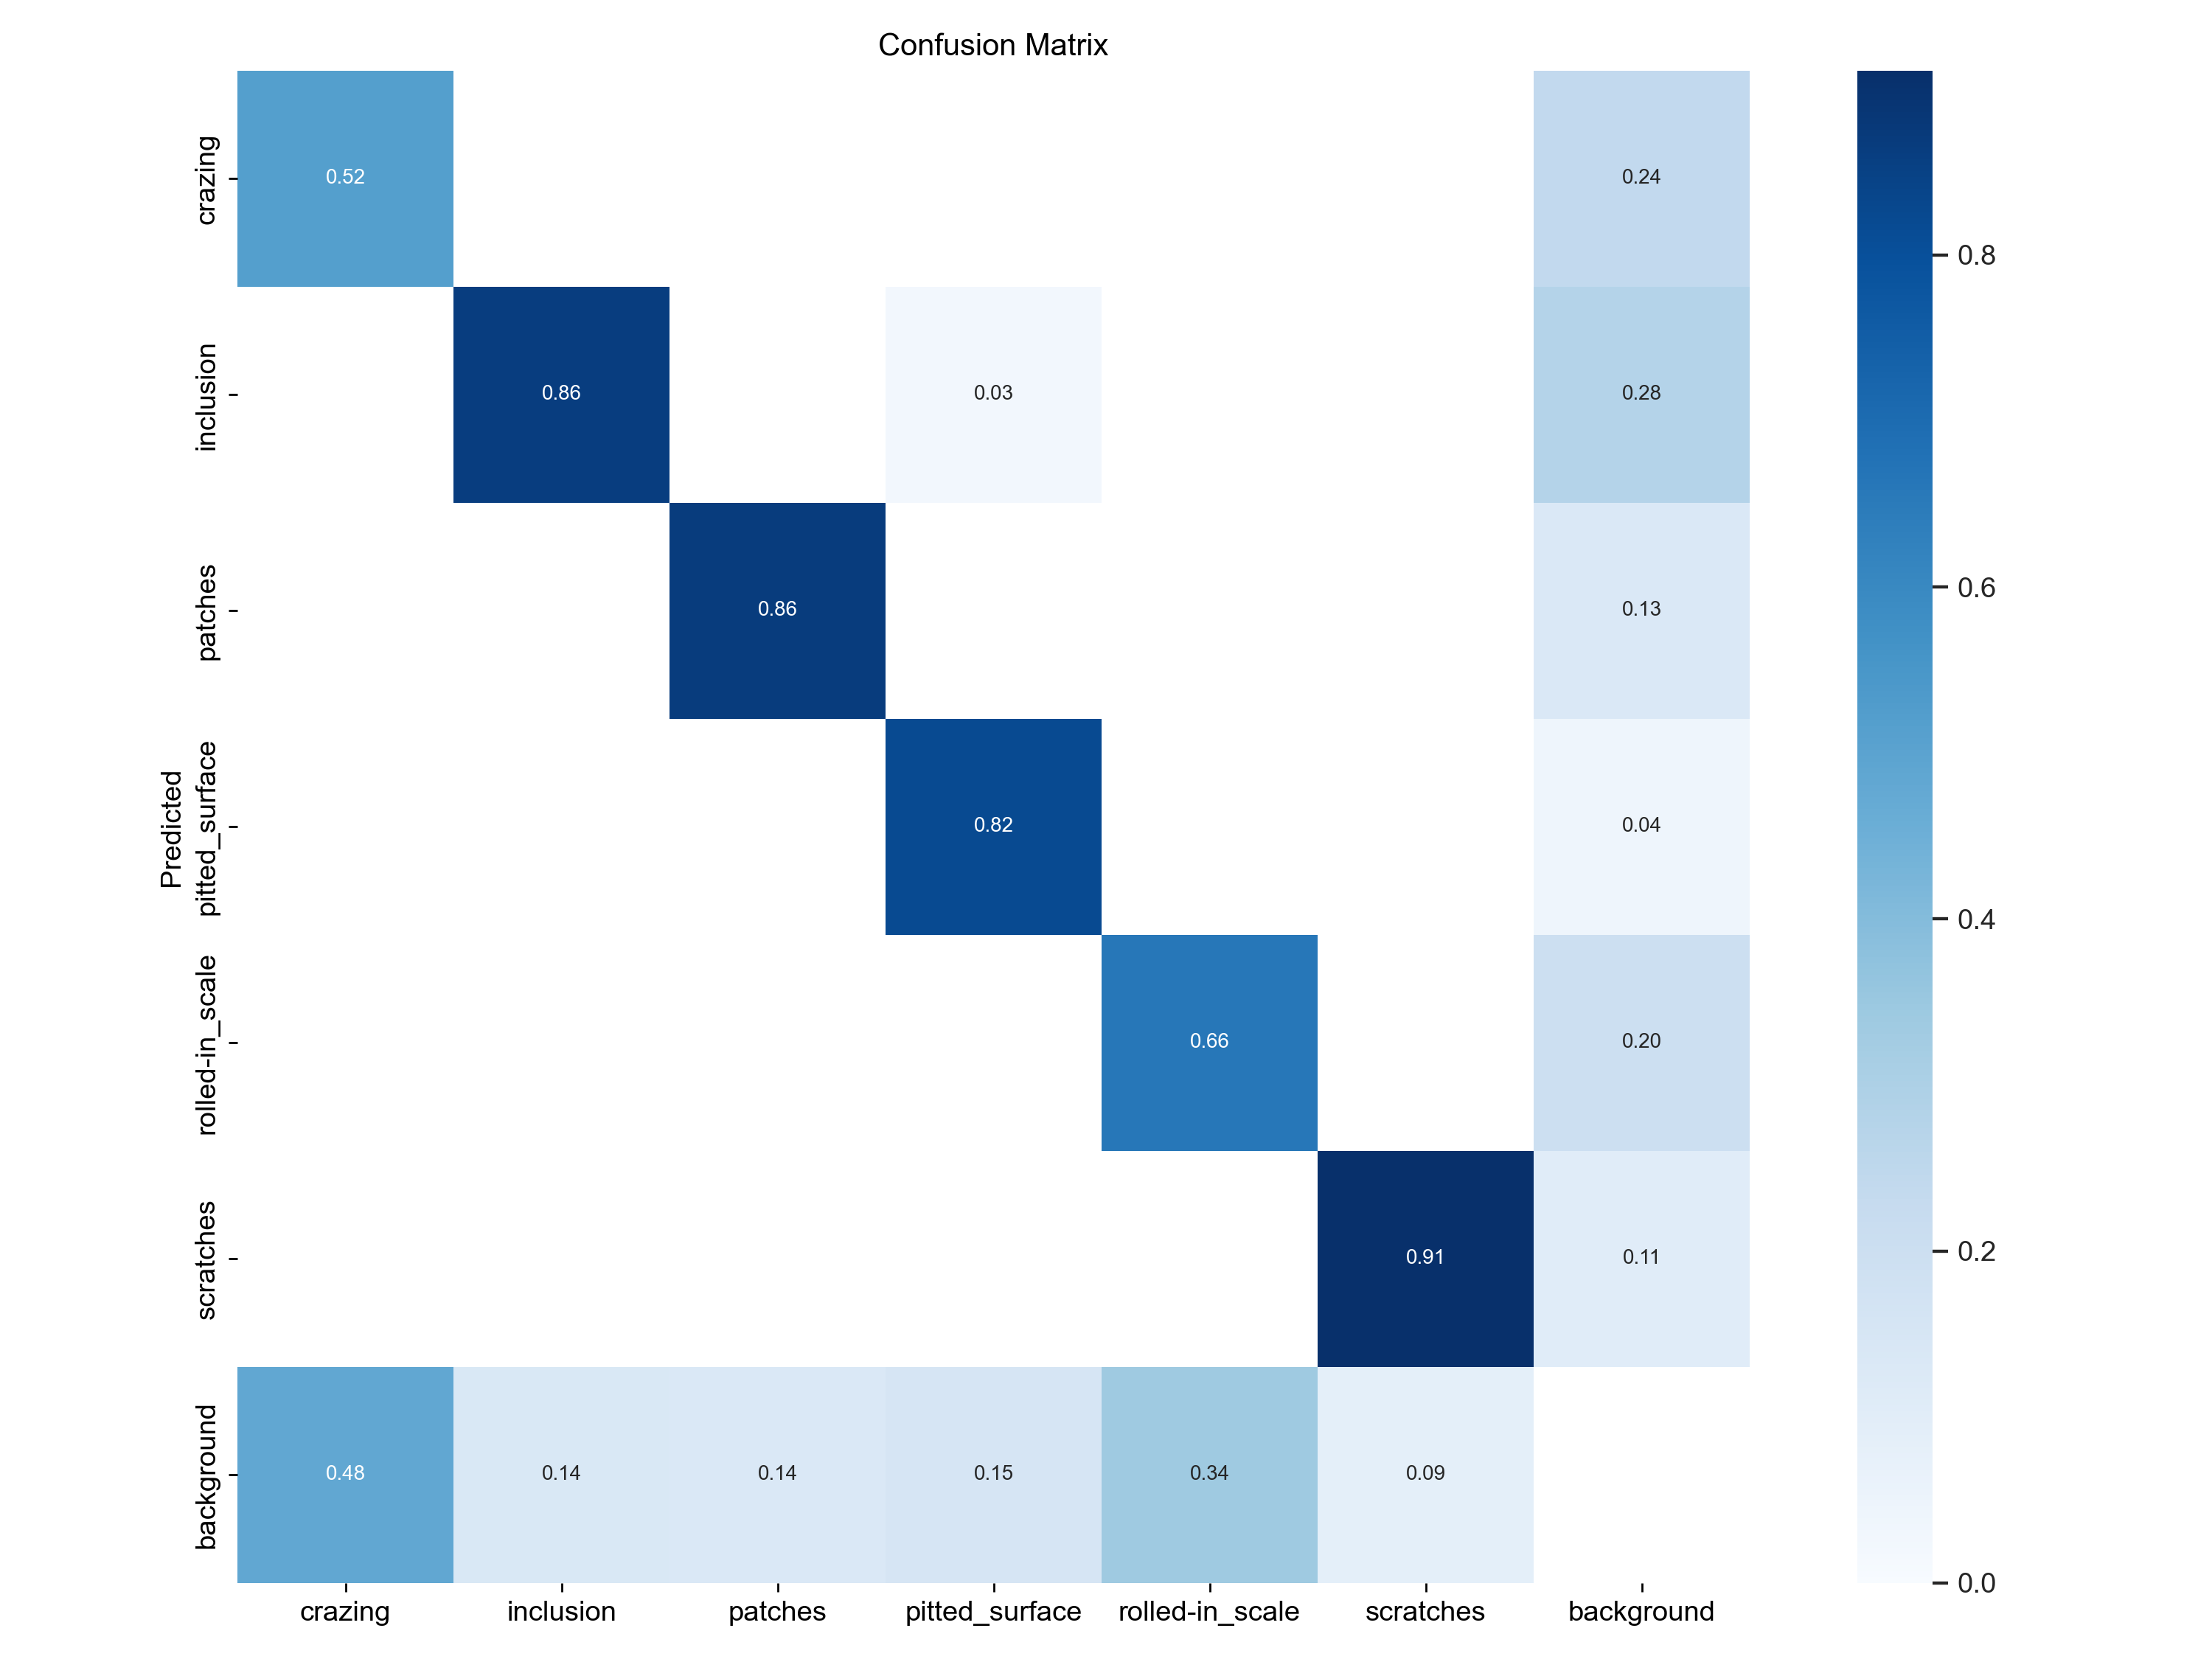 Confusion Matrix
crazing
0.52
0.24
inclusion
0.86
0.03
0.28
patches
0.86
0.13
Predicted
pitted_surface
0.82
0.04
rolled-in_scale
0.66
0.20
scratches
0.91
0.11
background
0.48
0.14
0.14
0.15
0.34
0.09
crazing
inclusion
patches
pitted_surface
rolled-in_scale
scratches
background
0.8
0.6
0.4
0.2
0.0